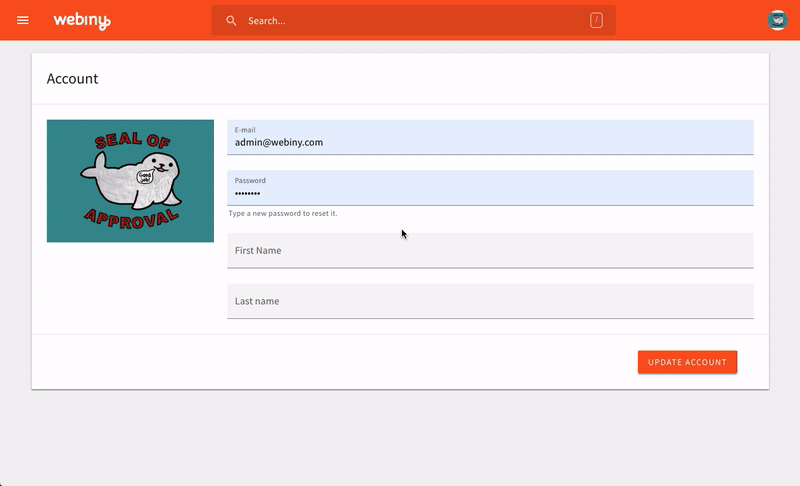 webiny
Search...
/
Account
SEAL OF
Good
job!
APPROVAL
E-mail
admin@webiny.com
Password
••••••••
Type a new password to reset it.
First Name
Last name
UPDATE ACCOUNT